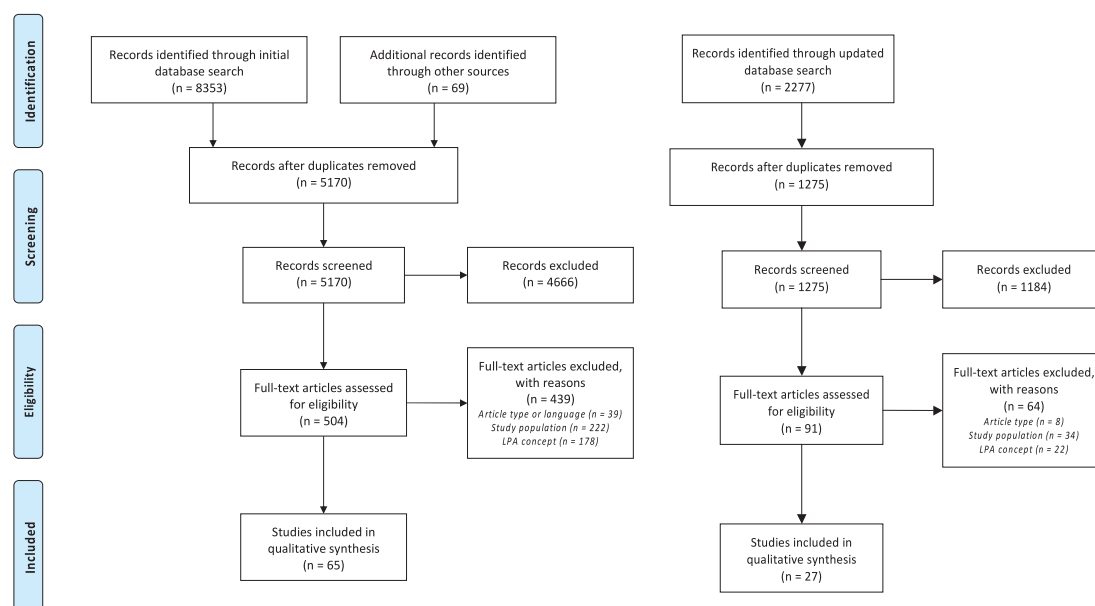 Identification
Records identified through initial
database search
(n = 8353)
Additional records identified
through other sources
(n = 69)
Records identified through updated
database search
(n = 2277)
Records after duplicates removed
(n = 5170)
Records after duplicates removed
(n = 1275)
Screening
Records screened
(n = 5170)
Records excluded
(n = 4666)
Records screened
(n = 1275)
Records excluded
(n = 1184)
Eligibility
Full-text articles assessed
for eligibility
(n = 504)
Full-text articles excluded,
with reasons
(n = 439)
Article type or language (n = 39)
Study population (n = 222)
LPA concept (n = 178)
Full-text articles assessed
for eligibility
(n = 91)
Full-text articles excluded,
with reasons
(n = 64)
Article type (n = 8)
Study population (n = 34)
LPA concept (n = 22)
Included
Studies included in
qualitative synthesis
(n = 65)
Studies included in
qualitative synthesis
(n = 27)